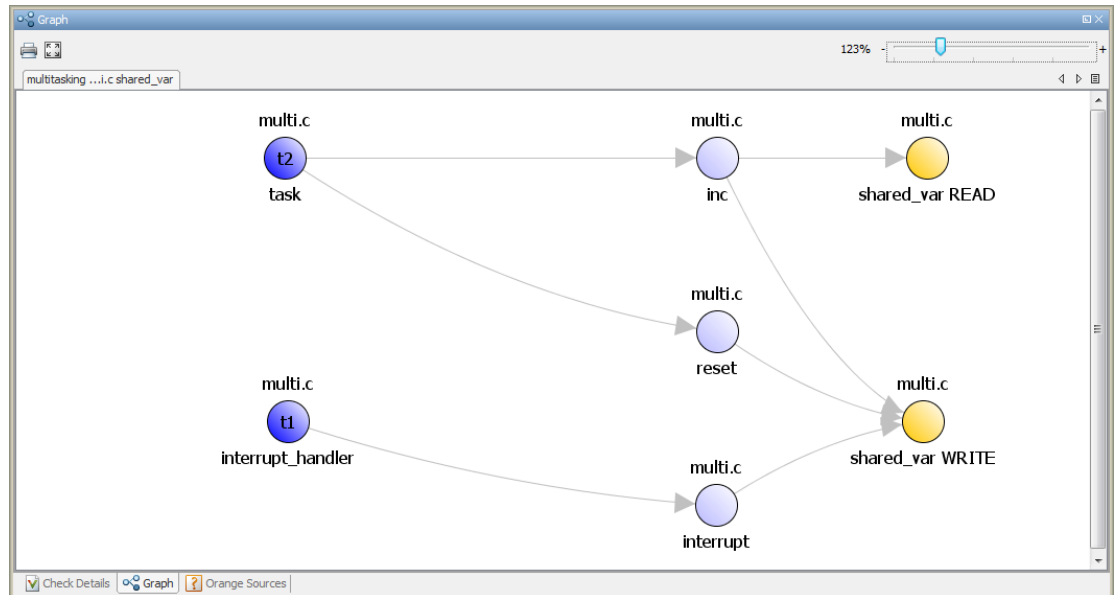 Graph
123%
-
+
multitasking ...i.c shared_var
multi.c
multi.c
multi.c
t2
task
inc
shared_var READ
multi.c
reset
multi.c
multi.c
t1
interrupt_handler
shared_var WRITE
multi.c
interrupt
Check Details
Graph
Orange Sources